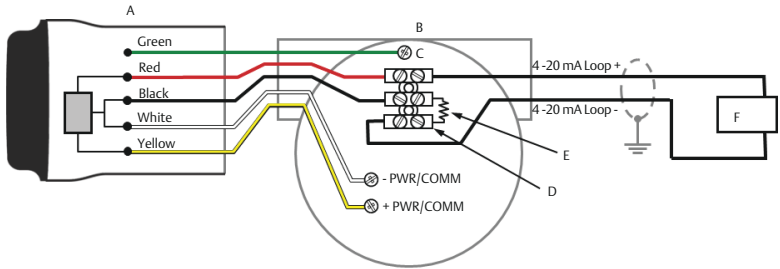 A
B
Green
C
Red
4 -20 mA Loop +
Black
4 -20 mA Loop -
F
White
Yellow
E
- PWR/COMM
D
+ PWR/COMM